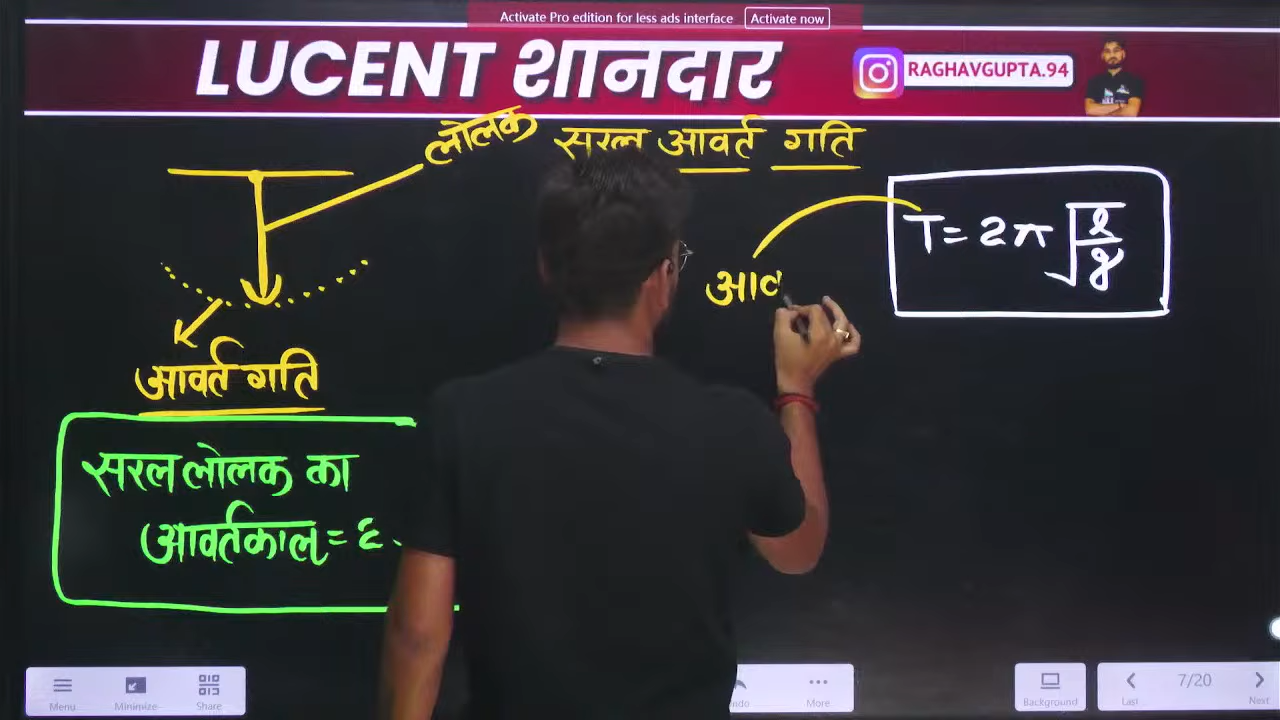 Activate Pro edition for less ads interface Activate now
LUCENT शानदार
RAGHAVGUPTA.94
लोलक
सरल आवर्त गति
T = 2π √l/g
आव
आवर्त गति
सरल लोलक का
आवर्तकाल =
Menu
Minimize
Share
More
Background
Last
7/20
Next